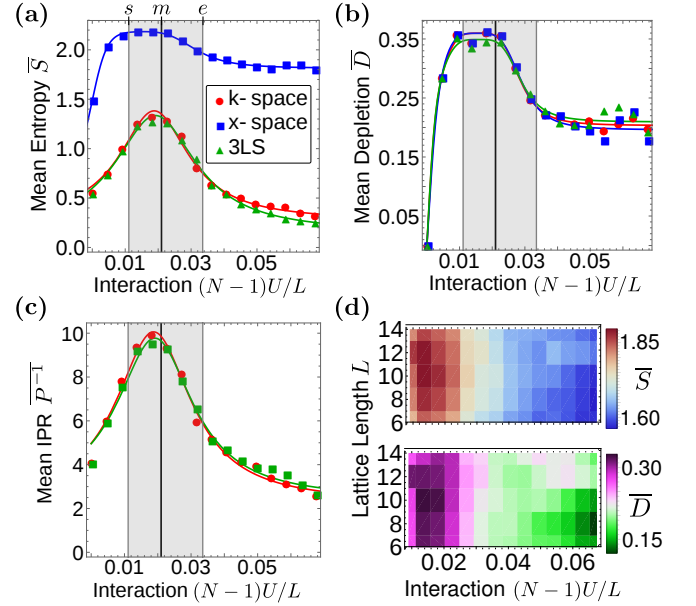 (a) s m e (b)
Mean Entropy S̅
2.0
1.5
1.0
0.5
0.0
k- space
x- space
3LS
0.01 0.03 0.05
Interaction (N − 1)U/L
Mean Depletion D̅
0.35
0.25
0.15
0.05
0.01 0.03 0.05
Interaction (N − 1)U/L
(c) (d)
Mean IPR P̅⁻¹
10
8
6
4
2
0
0.01 0.03 0.05
Interaction (N − 1)U/L
Lattice Length L
14
12
10
8
6
1.85
S̅
1.60
14
12
10
8
6
0.30
D̅
0.15
0.02 0.04 0.06
Interaction (N − 1)U/L